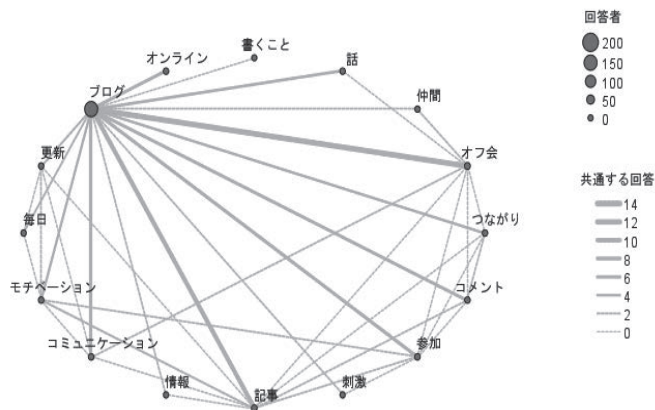 回答者
200
150
100
50
0
共通する回答
14
12
10
8
6
4
2
0
書くこと
オンライン
話
ブログ
仲間
更新
オフ会
毎日
つながり
モチベーション
コメント
コミュニケーション
参加
情報
記事
刺激